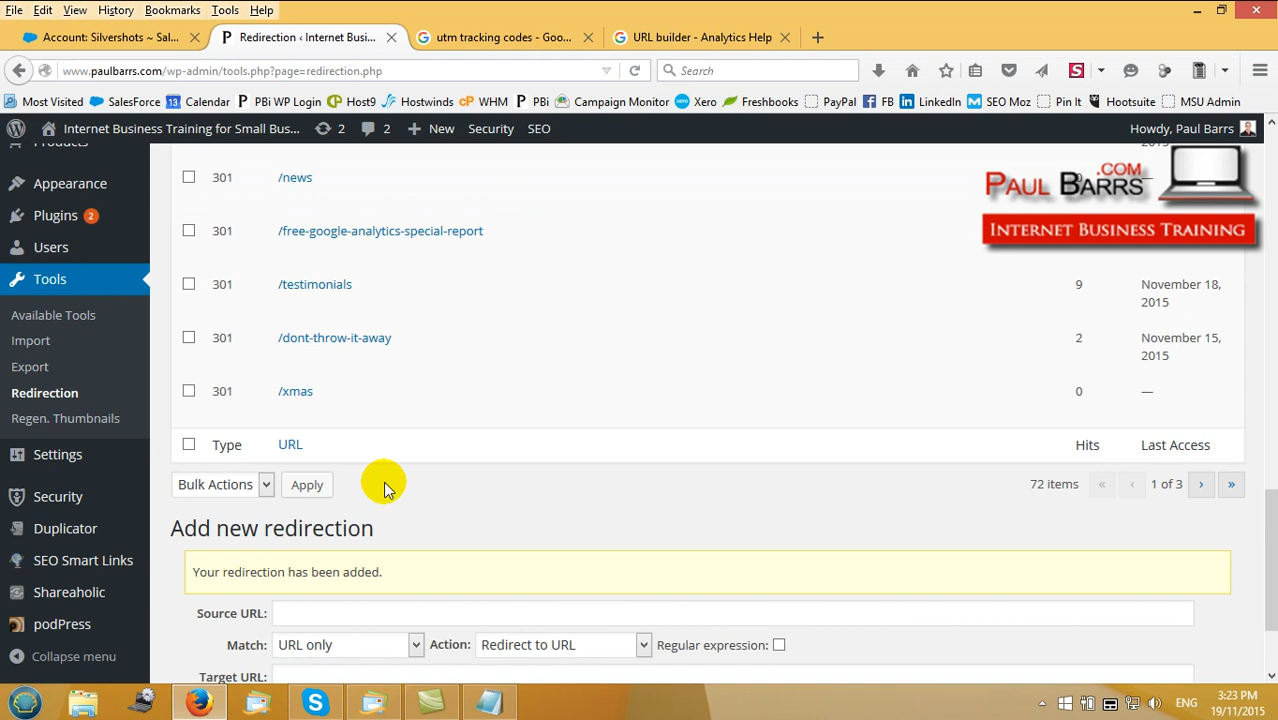 File Edit View History Bookmarks Tools Help
Account: Silvershots ~ Sal... Redirection ‹ Internet Busi... utm tracking codes - Goo... URL builder - Analytics Help
www.paulbarrs.com/wp-admin/tools.php?page=redirection.php Search
Most Visited SalesForce Calendar PBi WP Login Host9 Hostwinds WHM PBi Campaign Monitor Xero Freshbooks PayPal FB LinkedIn SEO Moz Pin It Hootsuite MSU Admin
Internet Business Training for Small Bus... 2 2 New Security SEO Howdy, Paul Barrs
Products
Appearance
Plugins 2
Users
Tools
Available Tools
Import
Export
Redirection
Regen. Thumbnails
Settings
Security
Duplicator
SEO Smart Links
Shareaholic
podPress
Collapse menu
2015
301 /news —
301 /free-google-analytics-special-report
301 /testimonials 9 November 18,
2015
301 /dont-throw-it-away 2 November 15,
2015
301 /xmas 0 —
Type URL Hits Last Access
Bulk Actions Apply 72 items « ‹ 1 of 3 › »
Add new redirection
Your redirection has been added.
Source URL:
Match: URL only Action: Redirect to URL Regular expression:
Target URL:
PAUL BARRS .COM
INTERNET BUSINESS TRAINING
ENG 3:23 PM
19/11/2015